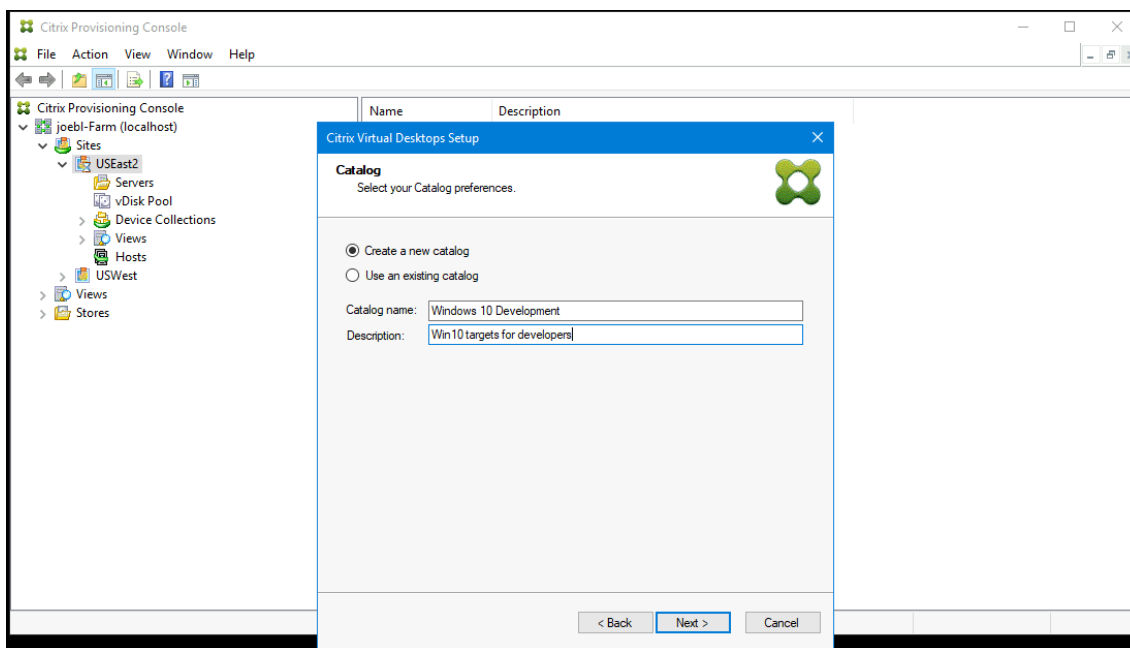 Citrix Provisioning Console
File Action View Window Help
Citrix Provisioning Console
joebl-Farm (localhost)
Sites
USEast2
Servers
vDisk Pool
Device Collections
Views
Hosts
USWest
Views
Stores
Name Description
Citrix Virtual Desktops Setup
Catalog
Select your Catalog preferences.
Create a new catalog
Use an existing catalog
Catalog name: Windows 10 Development
Description: Win10 targets for developers
< Back Next > Cancel